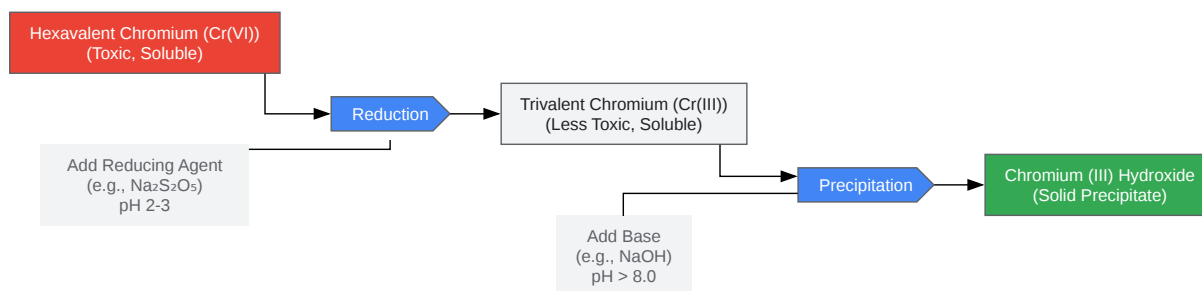 Hexavalent Chromium (Cr(VI))
(Toxic, Soluble)
Reduction
Add Reducing Agent
(e.g., Na₂S₂O₅)
pH 2-3
Trivalent Chromium (Cr(III))
(Less Toxic, Soluble)
Precipitation
Add Base
(e.g., NaOH)
pH > 8.0
Chromium (III) Hydroxide
(Solid Precipitate)